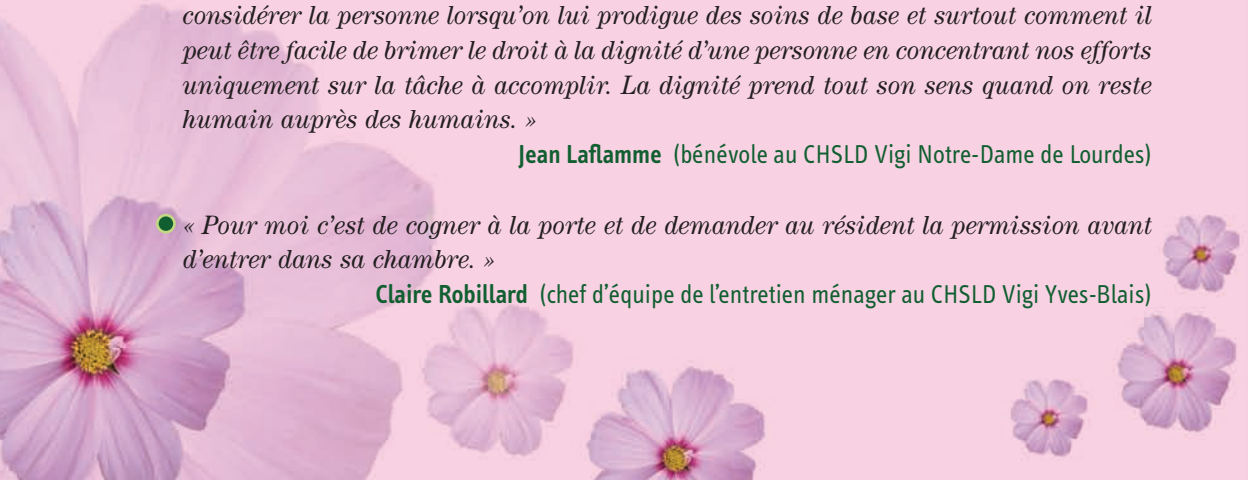 considérer la personne lorsqu'on lui prodigue des soins de base et surtout comment il
peut être facile de brimer le droit à la dignité d'une personne en concentrant nos efforts
uniquement sur la tâche à accomplir. La dignité prend tout son sens quand on reste
humain auprès des humains. »
Jean Laflamme (bénévole au CHSLD Vigi Notre-Dame de Lourdes)
« Pour moi c'est de cogner à la porte et de demander au résident la permission avant
d'entrer dans sa chambre. »
Claire Robillard (chef d'équipe de l'entretien ménager au CHSLD Vigi Yves-Blais)